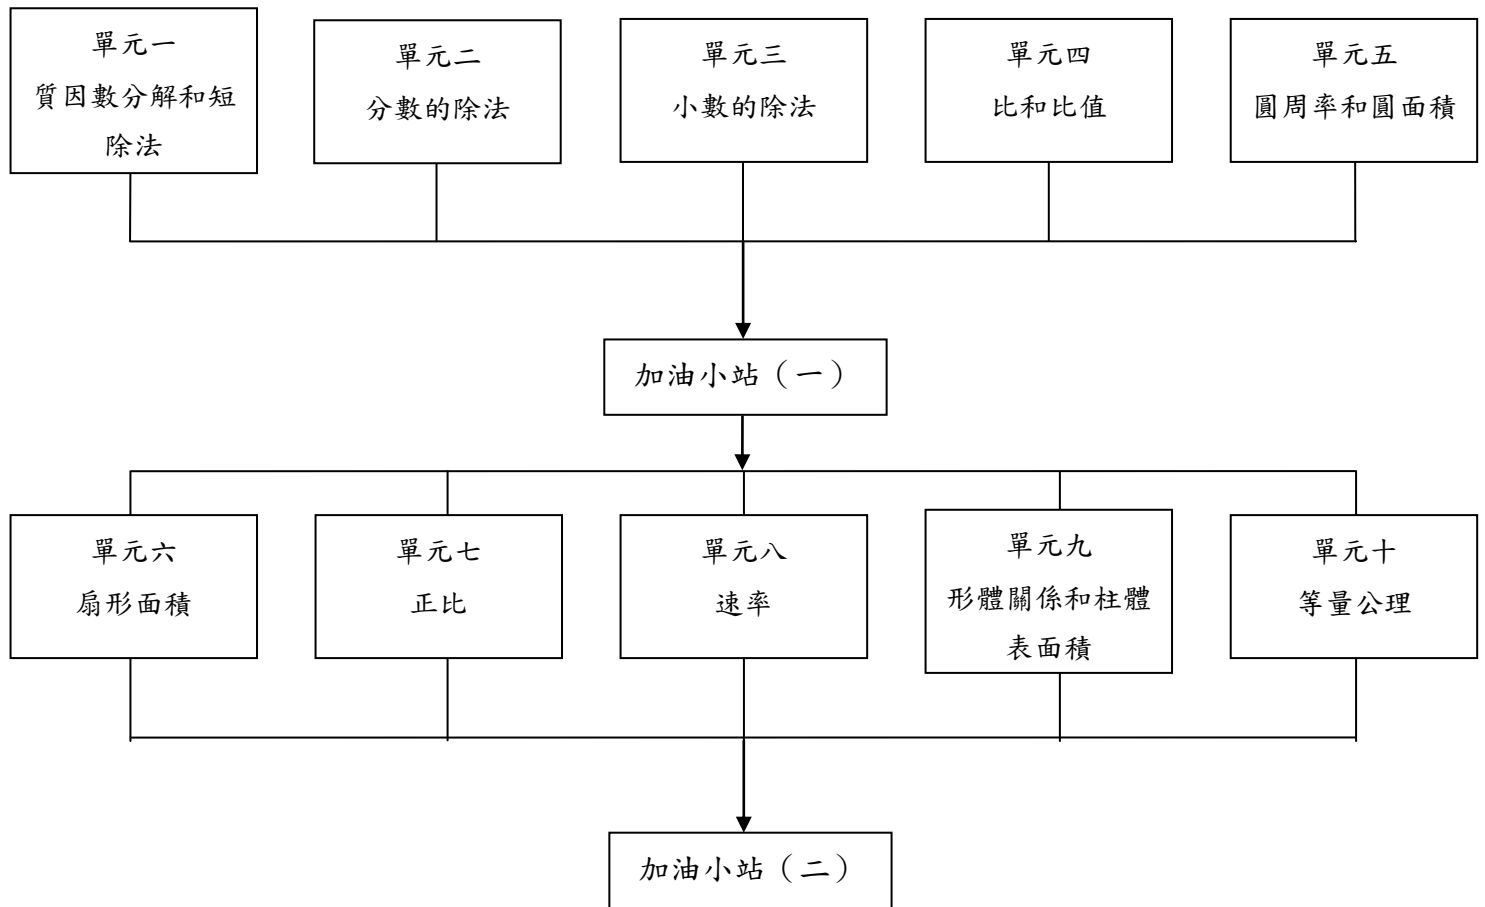 單元一
質因數分解和短
除法
單元二
分數的除法
單元三
小數的除法
單元四
比和比值
單元五
圓周率和圓面積
加油小站（一）
單元六
扇形面積
單元七
正比
單元八
速率
單元九
形體關係和柱體
表面積
單元十
等量公理
加油小站（二）